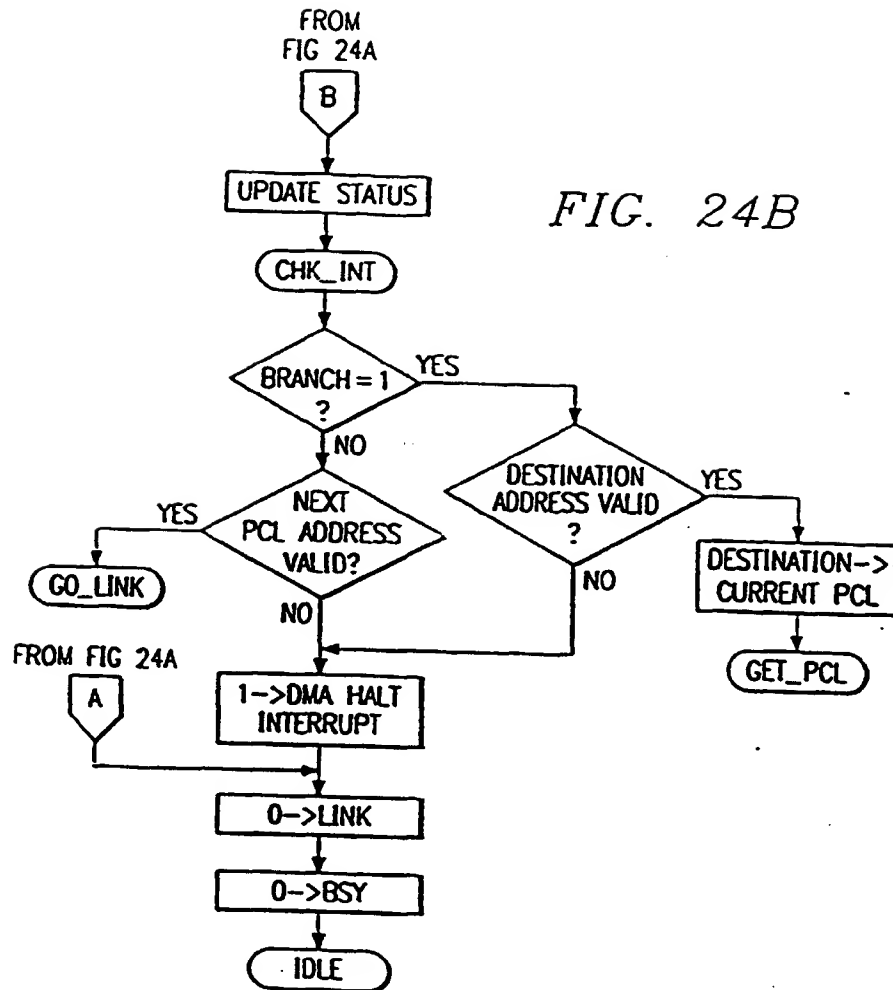 FROM
FIG 24A
B
UPDATE STATUS
FIG. 24B
CHK_INT
BRANCH = 1
?
YES
NO
DESTINATION
ADDRESS VALID
?
YES
NO
NEXT
PCL ADDRESS
VALID?
YES
NO
GO_LINK
DESTINATION->
CURRENT PCL
GET_PCL
FROM FIG 24A
A
1->DMA HALT
INTERRUPT
0->LINK
0->BSY
IDLE